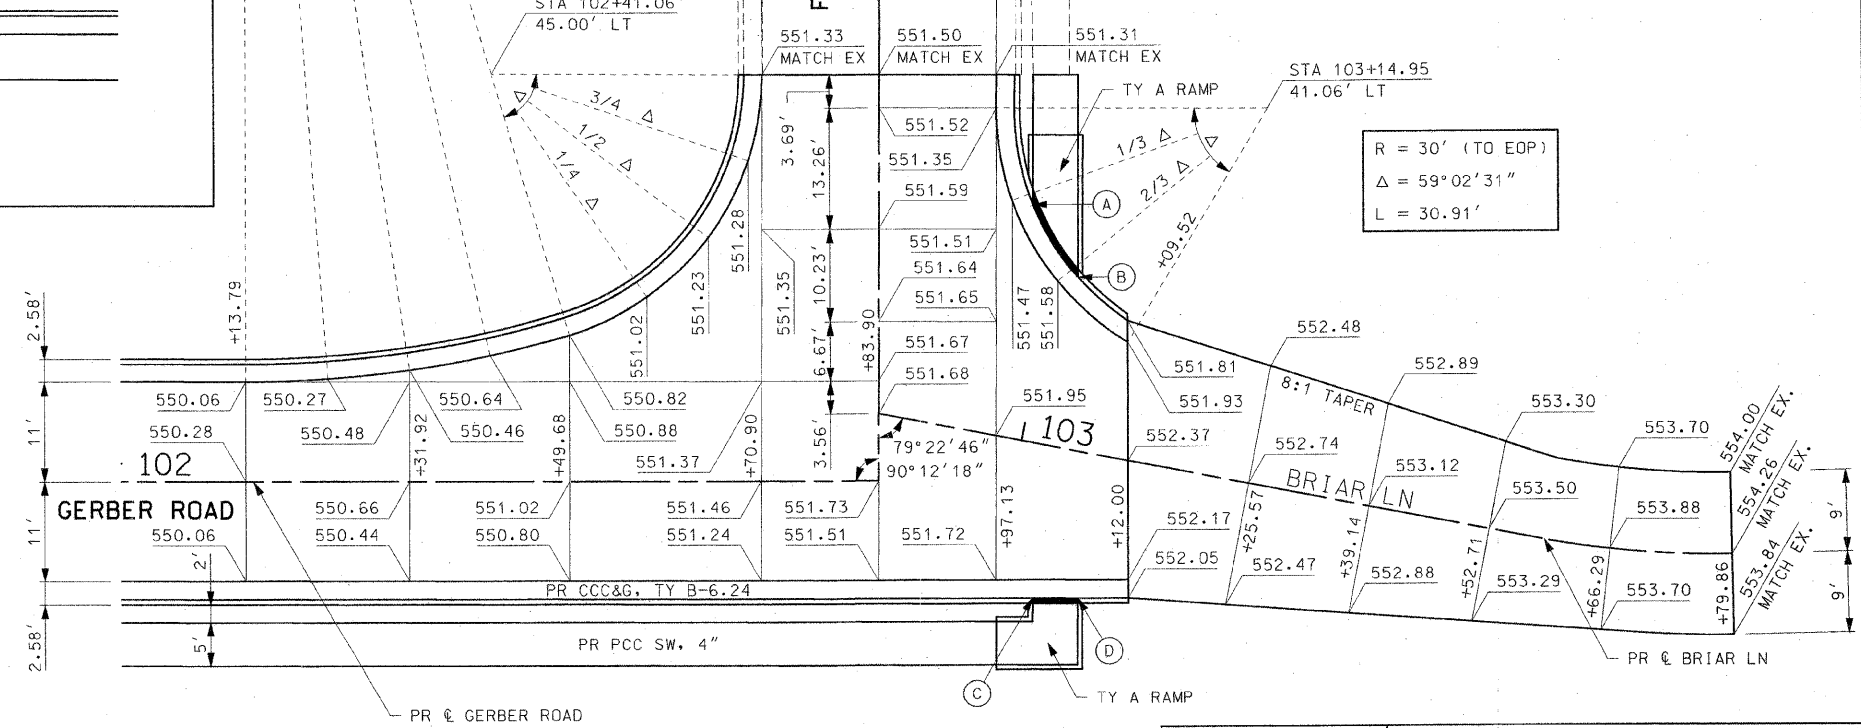 STA 102+41.06
45.00' LT
551.33
MATCH EX
551.50
MATCH EX
551.31
MATCH EX
STA 103+14.95
41.06' LT
TY A RAMP
R = 30' (TO EOP)
Δ = 59°02'31"
L = 30.91'
Δ
3/4 Δ
1/2 Δ
1/4 Δ
3.69'
13.26'
10.23'
6.67'
3.56'
551.52
551.35
551.59
551.51
551.64
551.65
551.67
551.68
1/3 Δ
2/3 Δ
Δ
A
B
+09.52
+13.79
551.02
551.23
551.28
551.35
+83.90
551.47
551.58
2.58'
11'
11'
2.58'
2'
5'
550.06
550.27
550.64
550.82
550.28
550.48
550.46
550.88
551.37
551.95
+31.92
+49.68
+70.90
102
103
79°22'46"
90°12'18"
GERBER ROAD
550.66
551.02
551.46
551.73
550.06
550.44
550.80
551.24
551.51
551.72
+97.13
+12.00
552.48
552.89
551.81
551.93
8:1 TAPER
553.30
553.70
554.00
MATCH EX.
554.26
MATCH EX.
553.84
MATCH EX.
552.37
552.74
553.12
BRIAR LN
553.50
553.88
552.17
552.05
552.47
552.88
553.29
553.70
+25.57
+39.14
+52.71
+66.29
+79.86
9'
9'
PR CCC&G, TY B-6.24
PR PCC SW, 4"
C
D
TY A RAMP
PR ℄ BRIAR LN
PR ℄ GERBER ROAD